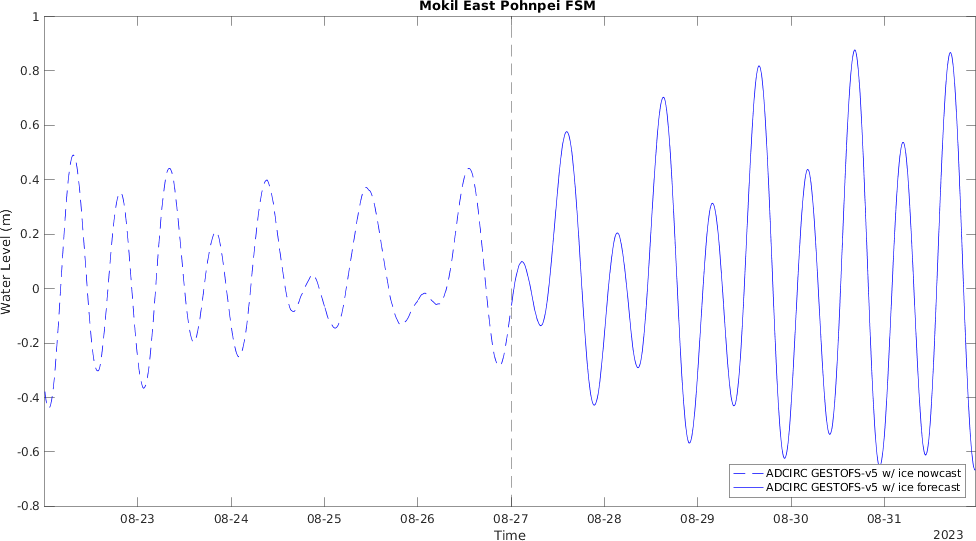 Mokil East Pohnpei FSM
1
0.8
0.6
0.4
0.2
0
-0.2
-0.4
-0.6
-0.8
Water Level (m)
08-23 08-24 08-25 08-26 08-27 08-28 08-29 08-30 08-31
Time
2023
ADCIRC GESTOFS-v5 w/ ice nowcast
ADCIRC GESTOFS-v5 w/ ice forecast